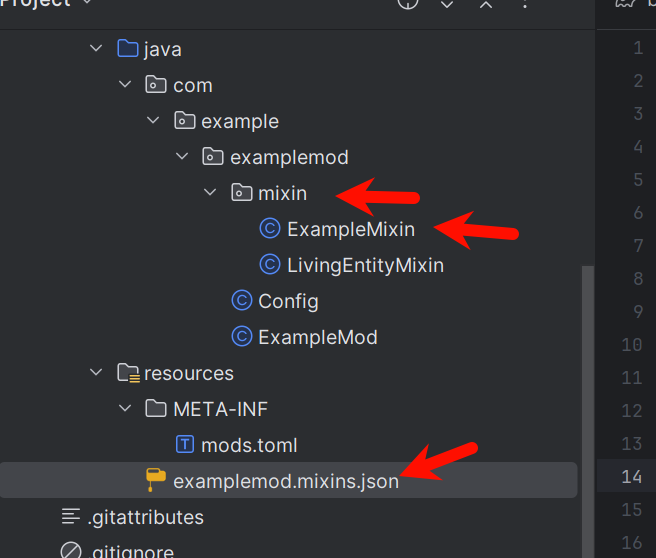 Project
java
1
com
2
example
3
examplemod
4
mixin
5
ExampleMixin
6
LivingEntityMixin
7
Config
8
ExampleMod
9
resources
10
META-INF
11
mods.toml
12
examplemod.mixins.json
13
.gitattributes
14
.gitignore
15
16